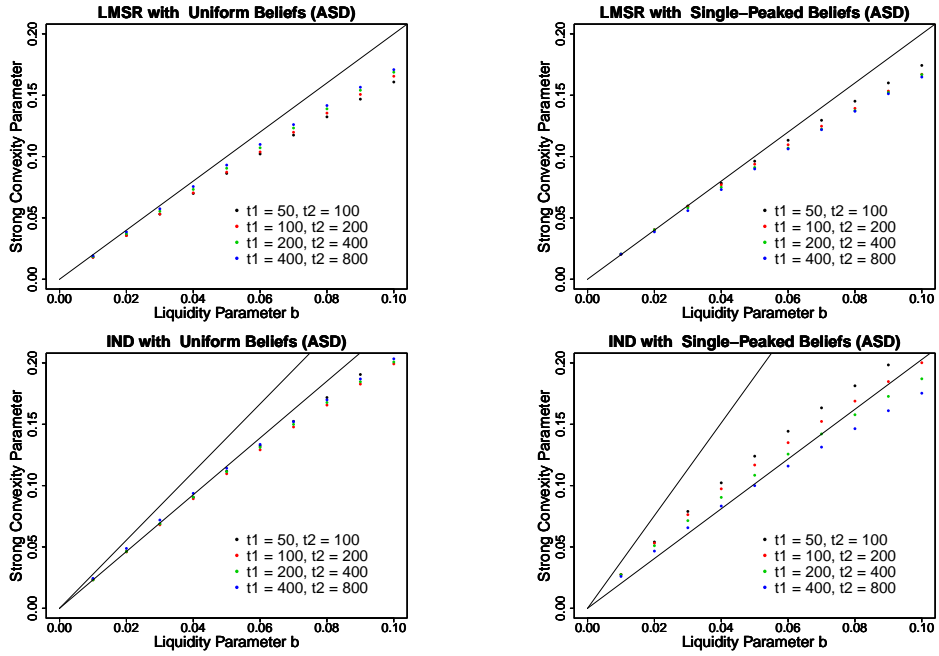 LMSR with Uniform Beliefs (ASD)
Strong Convexity Parameter
0.20
0.15
0.10
0.05
0.00
t1 = 50, t2 = 100
t1 = 100, t2 = 200
t1 = 200, t2 = 400
t1 = 400, t2 = 800
0.00 0.02 0.04 0.06 0.08 0.10
Liquidity Parameter b
LMSR with Single−Peaked Beliefs (ASD)
Strong Convexity Parameter
0.20
0.15
0.10
0.05
0.00
t1 = 50, t2 = 100
t1 = 100, t2 = 200
t1 = 200, t2 = 400
t1 = 400, t2 = 800
0.00 0.02 0.04 0.06 0.08 0.10
Liquidity Parameter b
IND with Uniform Beliefs (ASD)
Strong Convexity Parameter
0.20
0.15
0.10
0.05
0.00
t1 = 50, t2 = 100
t1 = 100, t2 = 200
t1 = 200, t2 = 400
t1 = 400, t2 = 800
0.00 0.02 0.04 0.06 0.08 0.10
Liquidity Parameter b
IND with Single−Peaked Beliefs (ASD)
Strong Convexity Parameter
0.20
0.15
0.10
0.05
0.00
t1 = 50, t2 = 100
t1 = 100, t2 = 200
t1 = 200, t2 = 400
t1 = 400, t2 = 800
0.00 0.02 0.04 0.06 0.08 0.10
Liquidity Parameter b